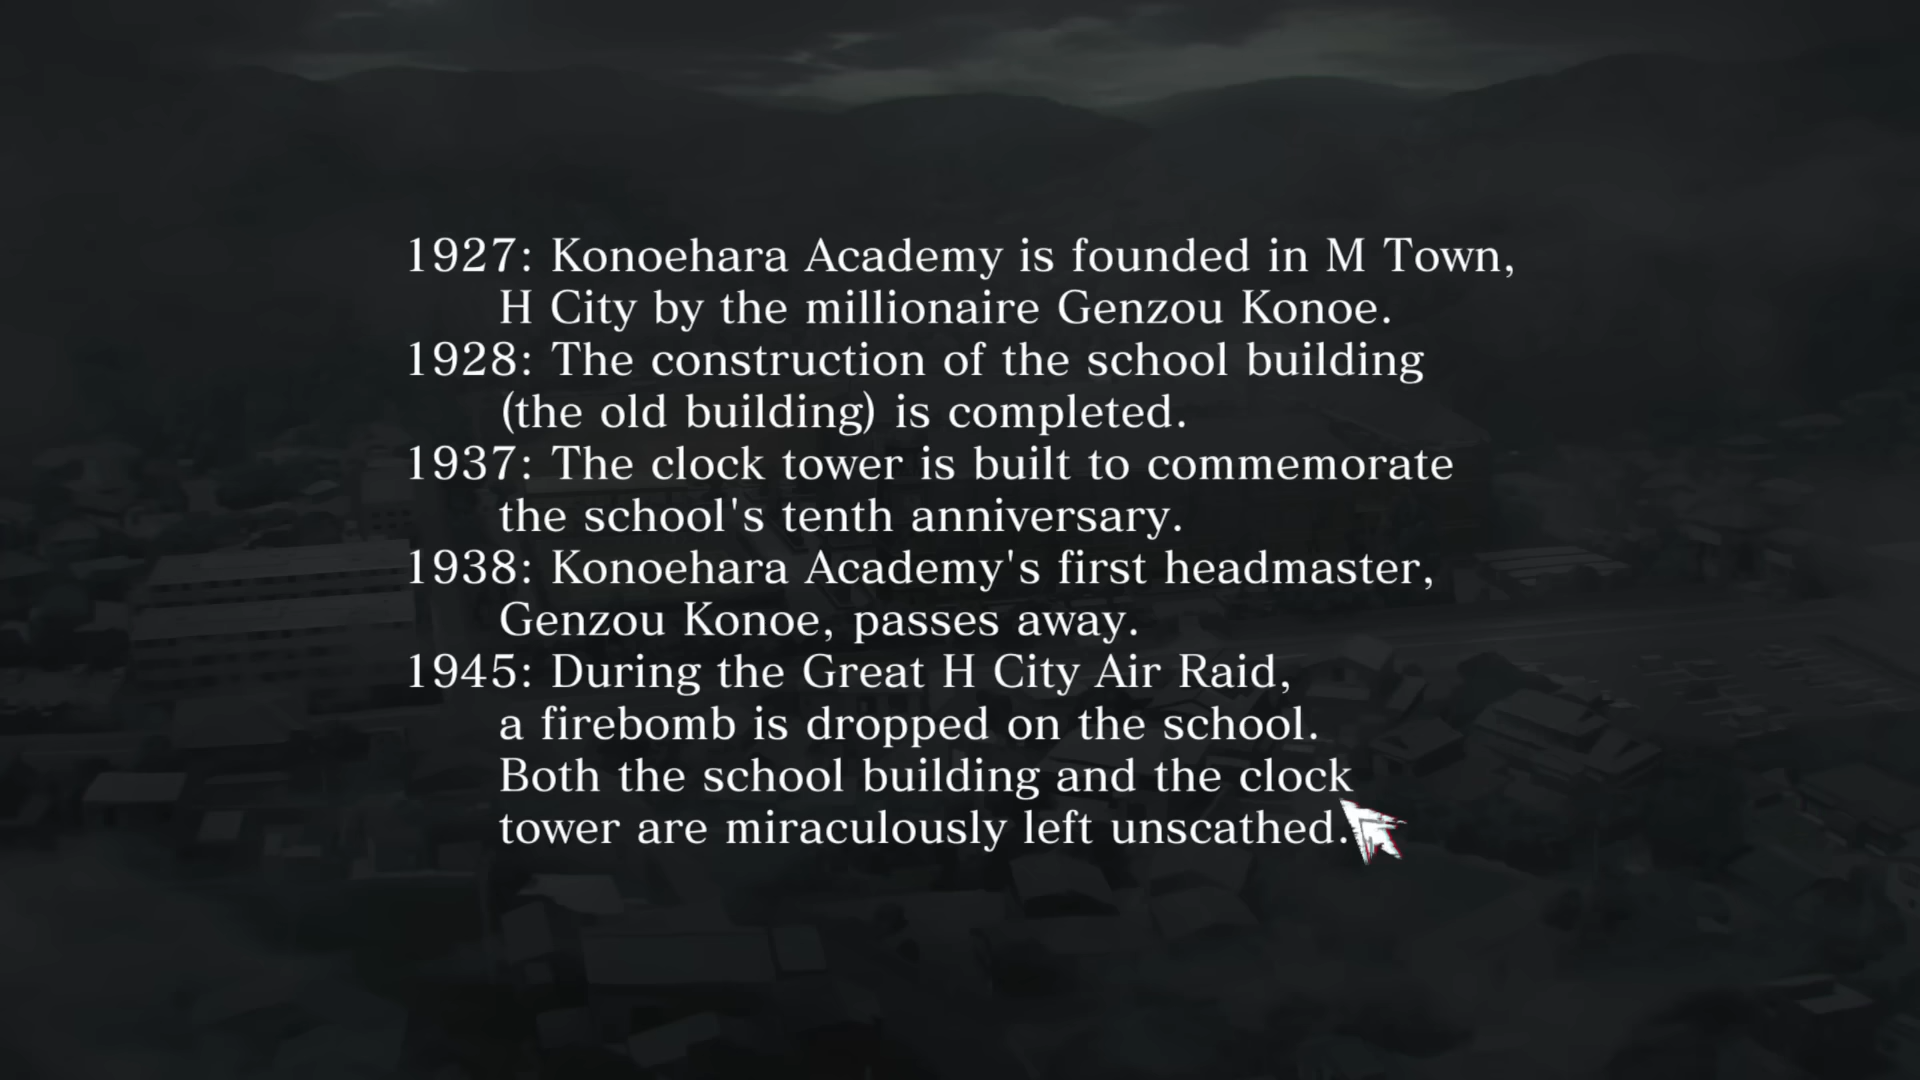 1927: Konoehara Academy is founded in M Town,
H City by the millionaire Genzou Konoe.
1928: The construction of the school building
(the old building) is completed.
1937: The clock tower is built to commemorate
the school's tenth anniversary.
1938: Konoehara Academy's first headmaster,
Genzou Konoe, passes away.
1945: During the Great H City Air Raid,
a firebomb is dropped on the school.
Both the school building and the clock
tower are miraculously left unscathed.